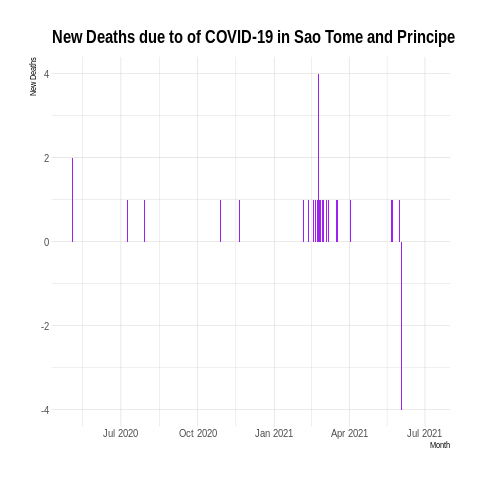 New Deaths due to of COVID-19 in Sao Tome and Principe
New Deaths
4
2
0
-2
-4
Jul 2020 Oct 2020 Jan 2021 Apr 2021 Jul 2021
Month